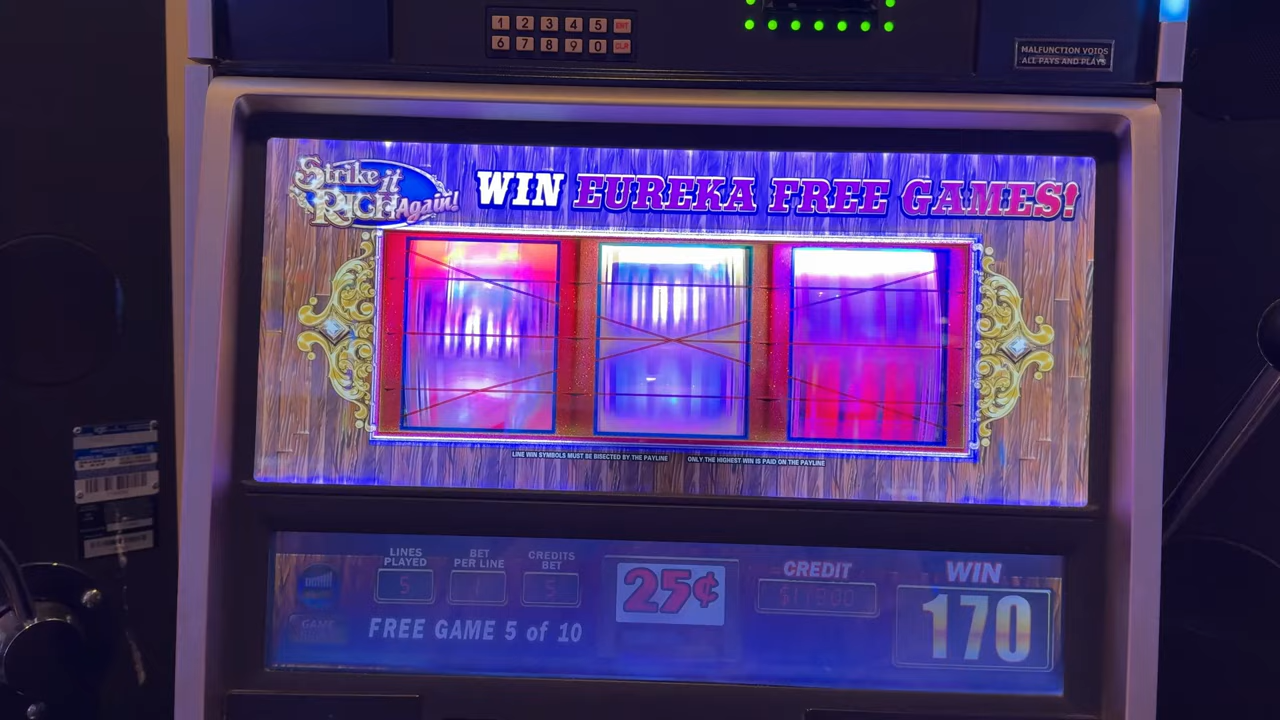 1 2 3 4 5 ENT
6 7 8 9 0 CLR
MALFUNCTION VOIDS
ALL PAYS AND PLAYS
Strike it
RICH Again!
WIN EUREKA FREE GAMES!
LINE WIN SYMBOLS MUST BE BISECTED BY THE PAYLINE
ONLY THE HIGHEST WIN IS PAID ON THE PAYLINE
LINES
PLAYED
BET
PER LINE
CREDITS
BET
5
5
25¢
CREDIT
WIN
170
GAME
FREE GAME 5 of 10